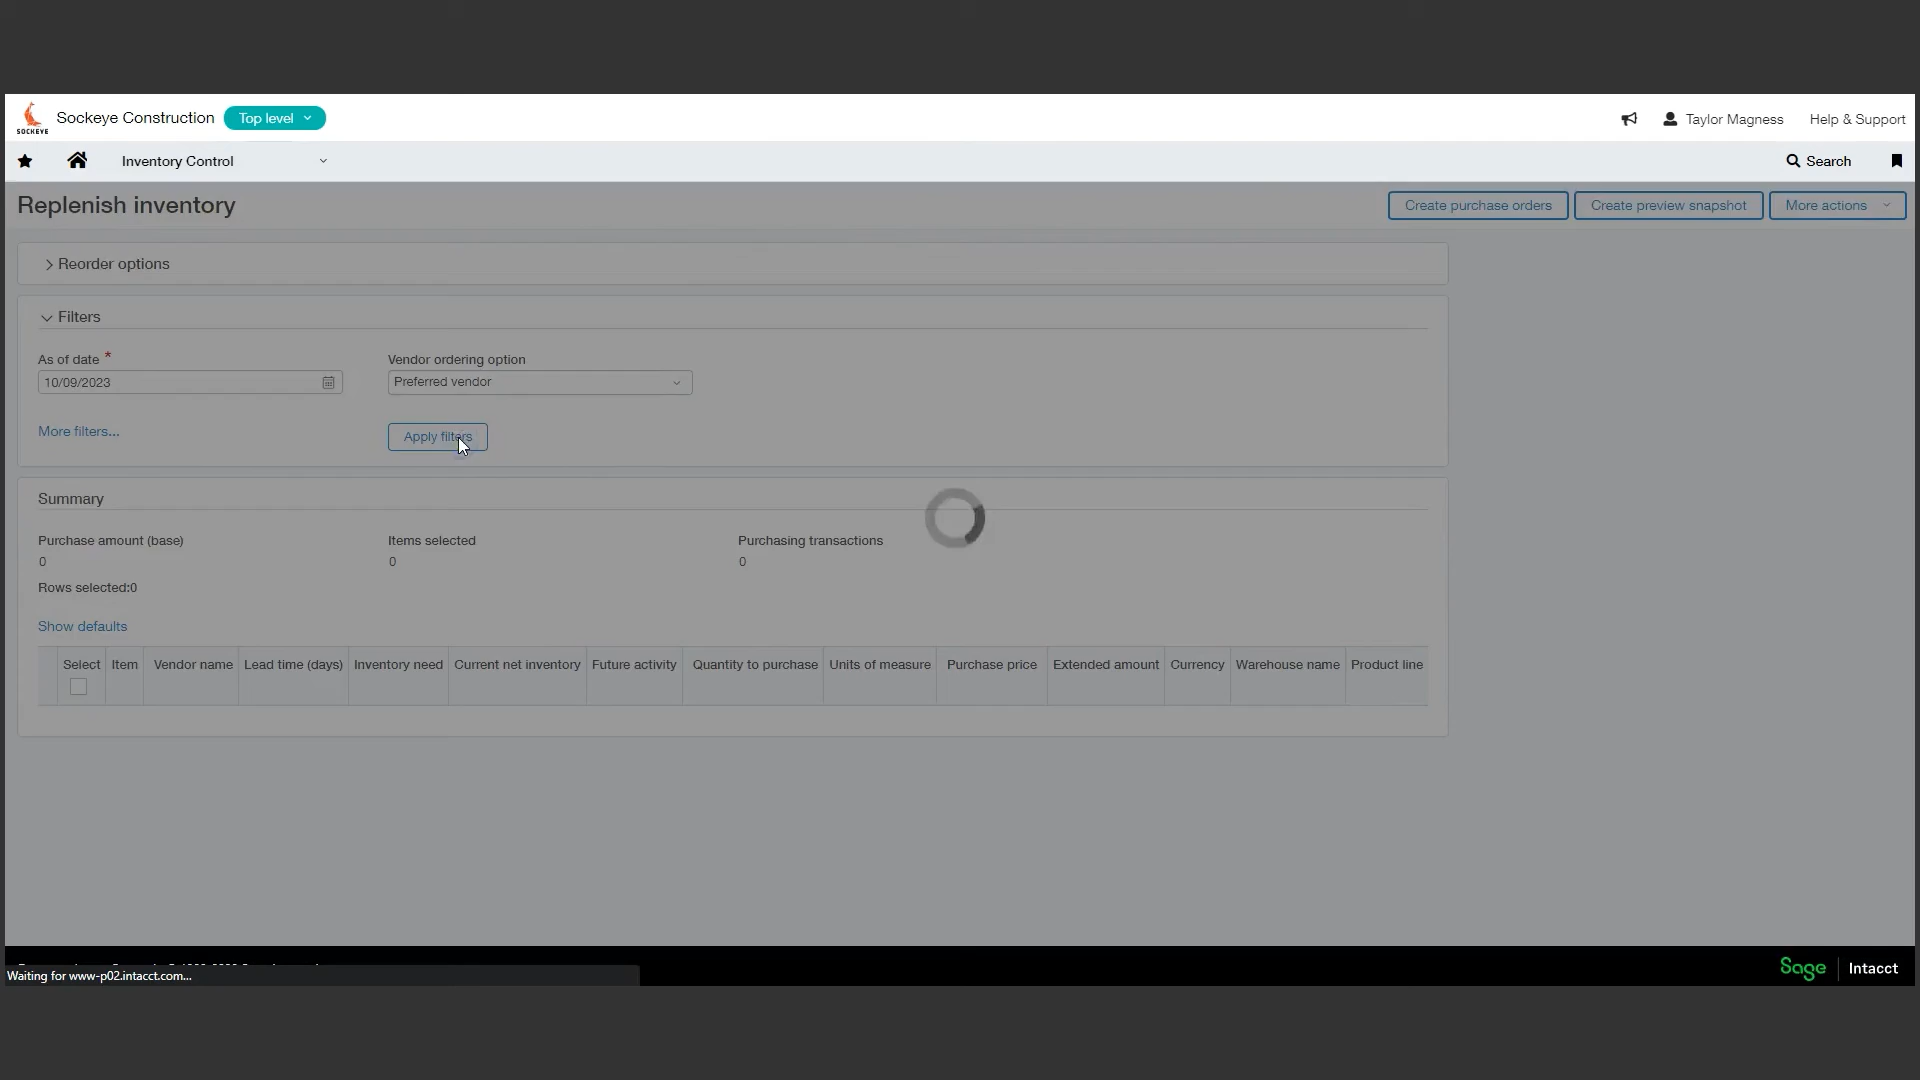 SOCKEYE
Sockeye Construction
Top level
Taylor Magness
Help & Support
Inventory Control
Search
Replenish inventory
Create purchase orders
Create preview snapshot
More actions
Reorder options
Filters
As of date *
Vendor ordering option
10/09/2023
Preferred vendor
More filters...
Apply filters
Summary
Purchase amount (base)
Items selected
Purchasing transactions
0
0
0
Rows selected:0
Show defaults
Select
Item
Vendor name
Lead time (days)
Inventory need
Current net inventory
Future activity
Quantity to purchase
Units of measure
Purchase price
Extended amount
Currency
Warehouse name
Product line
Waiting for www-p02.intacct.com...
Sage
Intacct